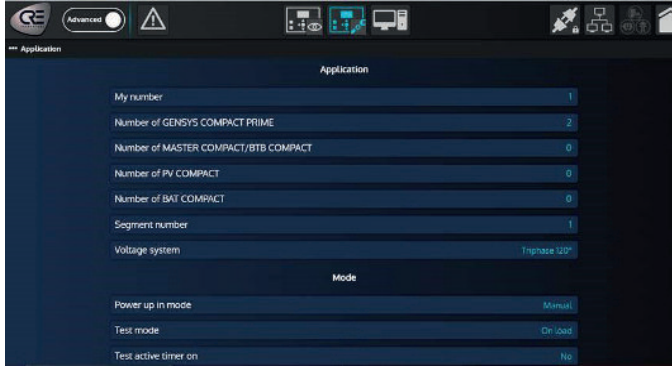 CRE
Advanced
Application
Application
My number 1
Number of GENSYS COMPACT PRIME 2
Number of MASTER COMPACT/BTB COMPACT 0
Number of PV COMPACT 0
Number of BAT COMPACT 0
Segment number 1
Voltage system Triphase 120°
Mode
Power up in mode Manual
Test mode On load
Test active timer on No